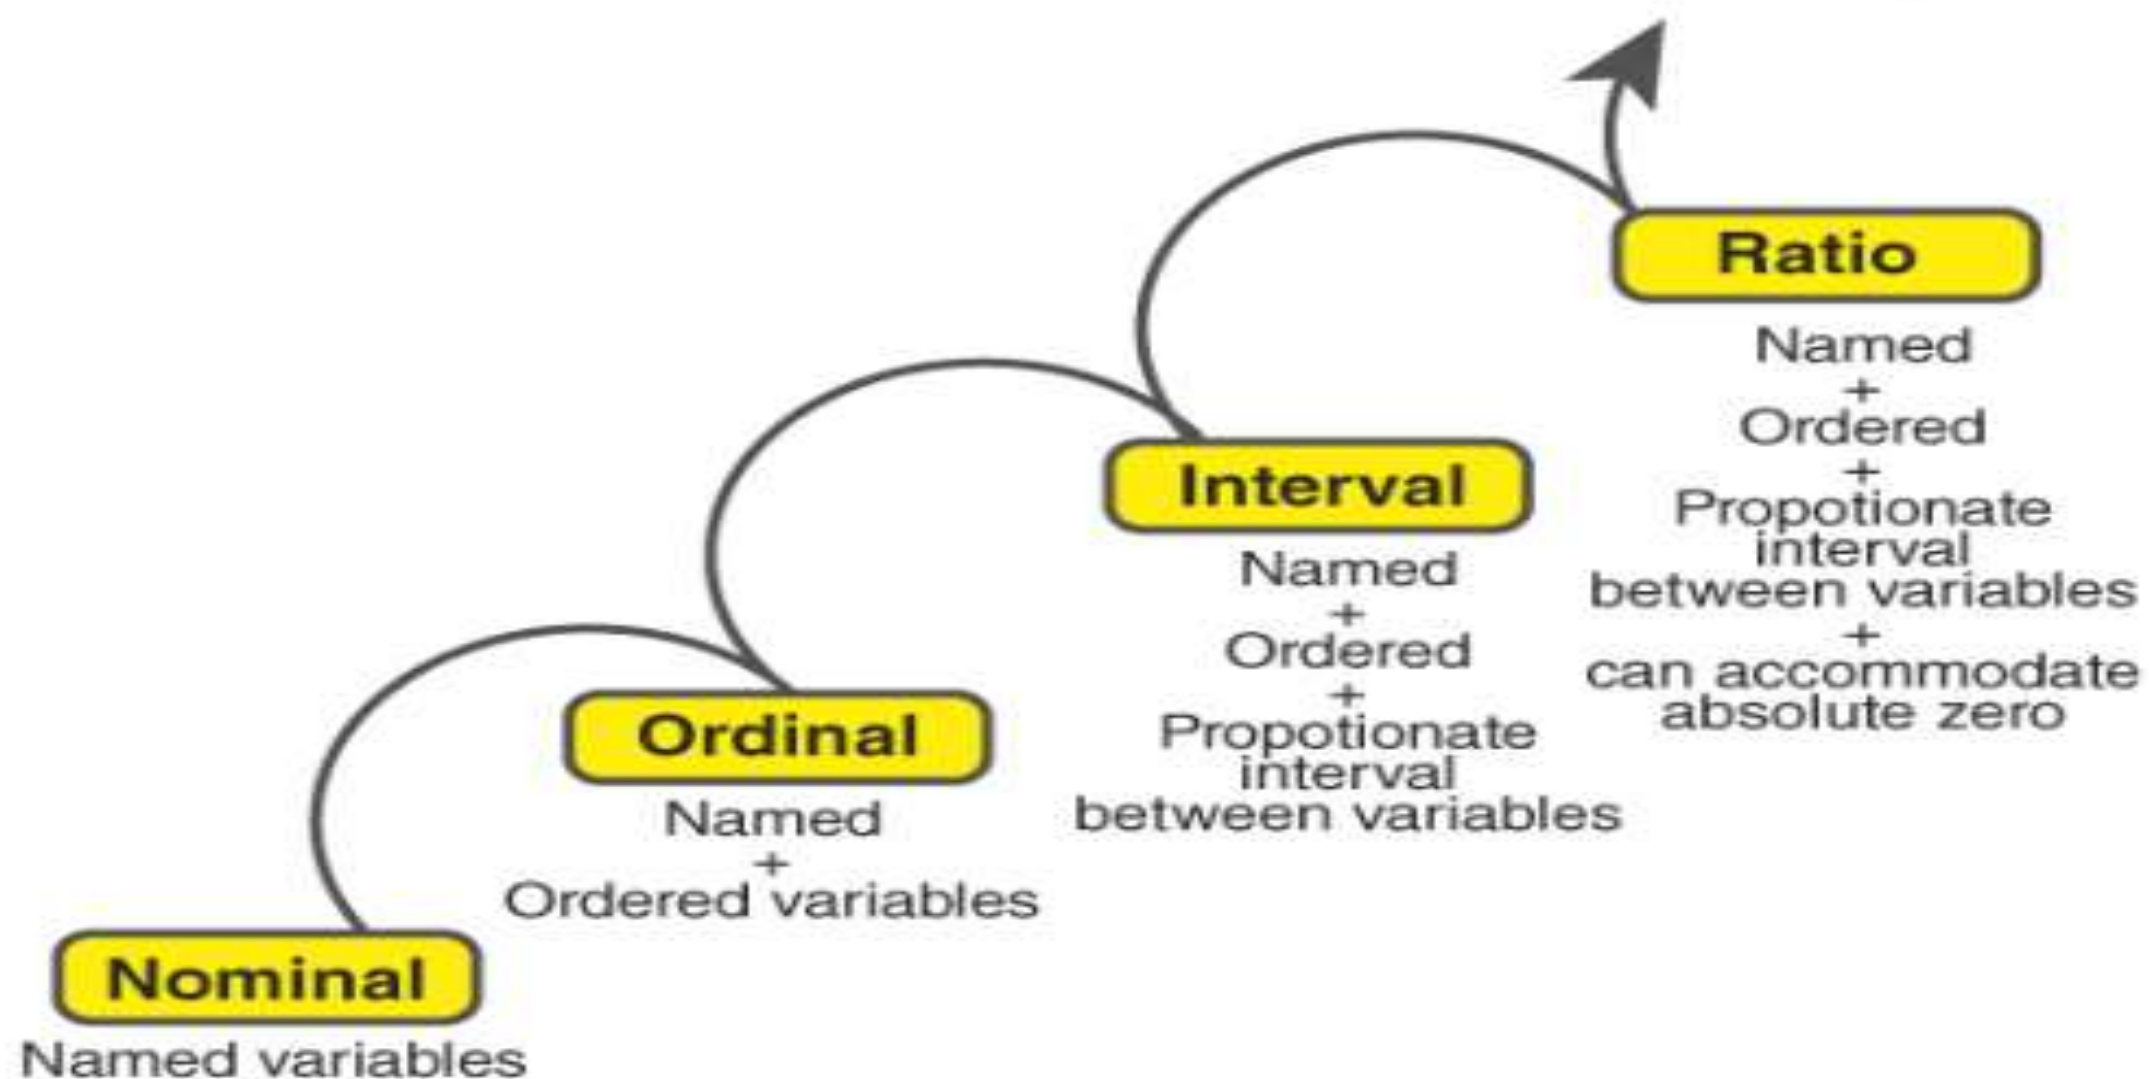 Ratio
Named
+
Ordered
+
Propotionate
interval
between variables
+
can accommodate
absolute zero
Interval
Named
+
Ordered
+
Propotionate
interval
between variables
Ordinal
Named
+
Ordered variables
Nominal
Named variables